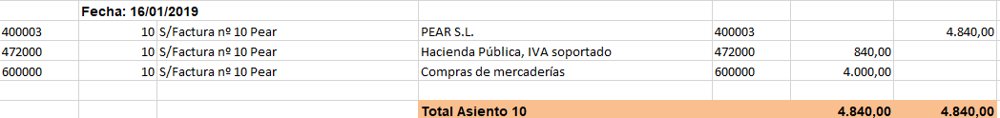 Fecha: 16/01/2019
400003 10 S/Factura nº 10 Pear PEAR S.L. 400003 4.840,00
472000 10 S/Factura nº 10 Pear Hacienda Pública, IVA soportado 472000 840,00
600000 10 S/Factura nº 10 Pear Compras de mercaderías 600000 4.000,00
Total Asiento 10 4.840,00 4.840,00